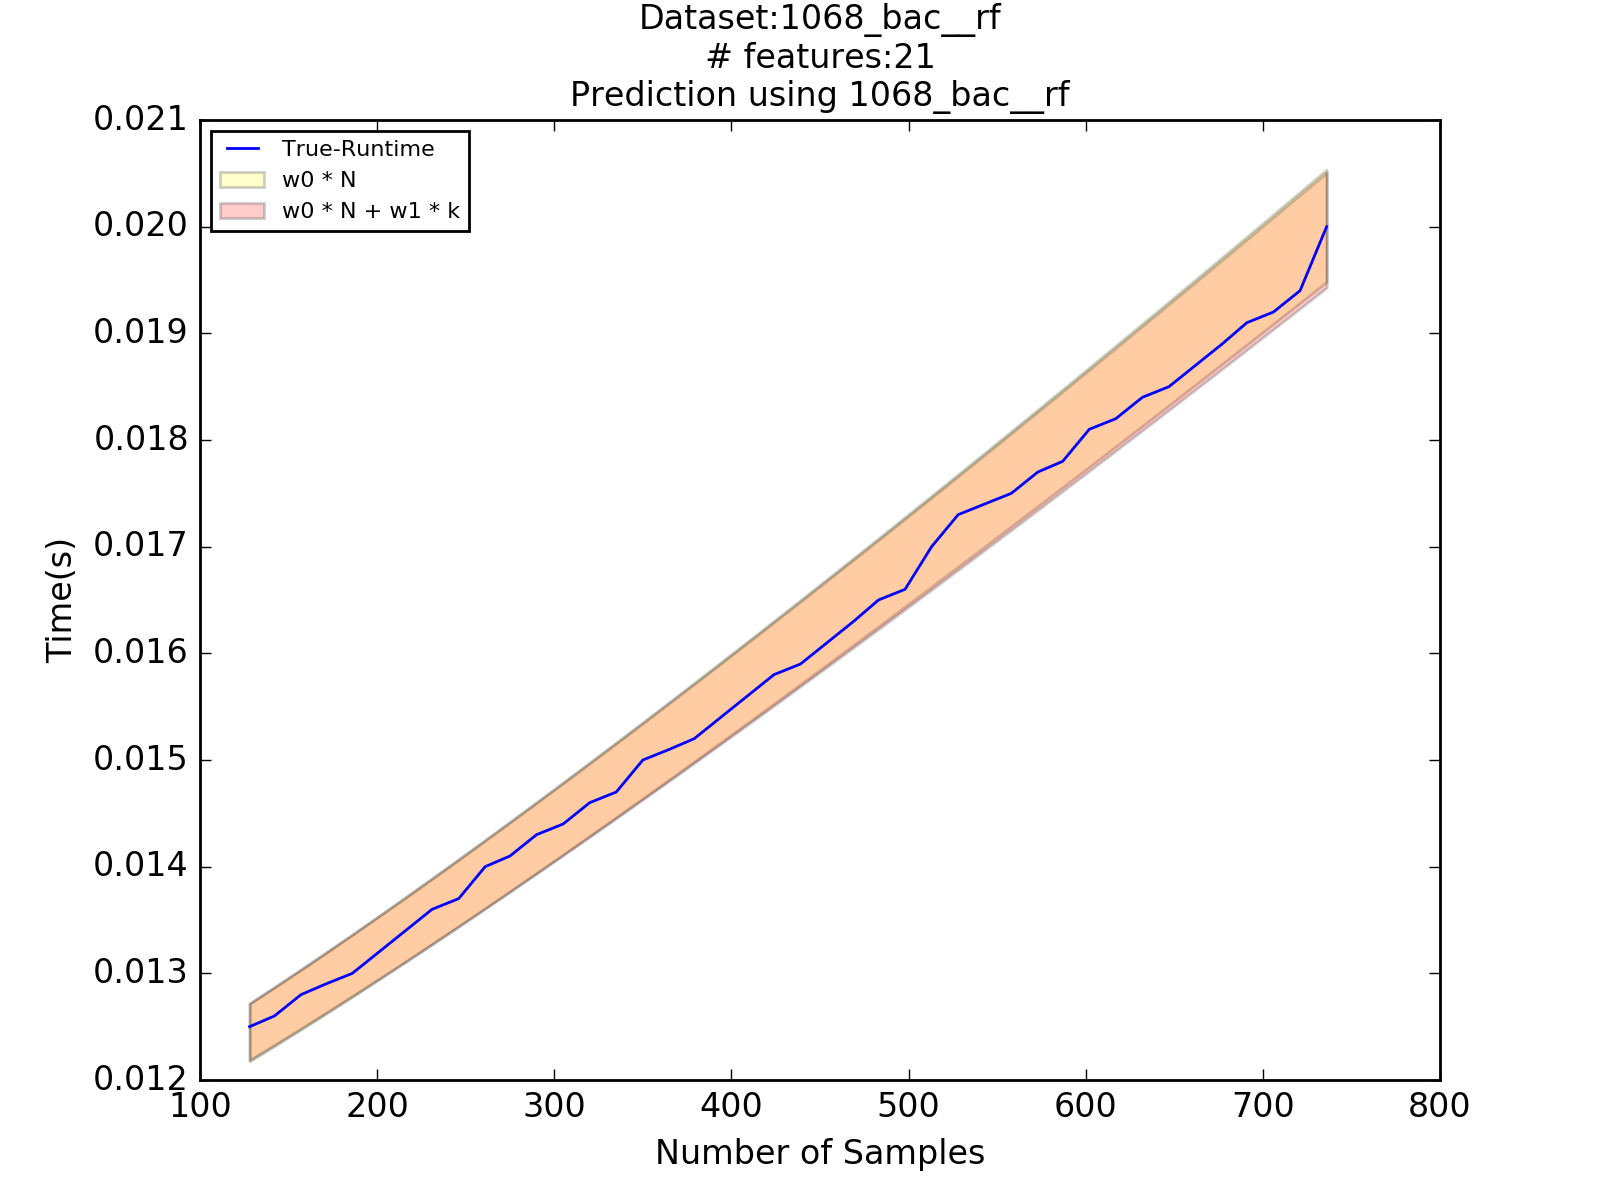 Dataset:1068_bac__rf
# features:21
Prediction using 1068_bac__rf
True-Runtime
w0 * N
w0 * N + w1 * k
0.021
0.020
0.019
0.018
0.017
0.016
0.015
0.014
0.013
0.012
Time(s)
100 200 300 400 500 600 700 800
Number of Samples